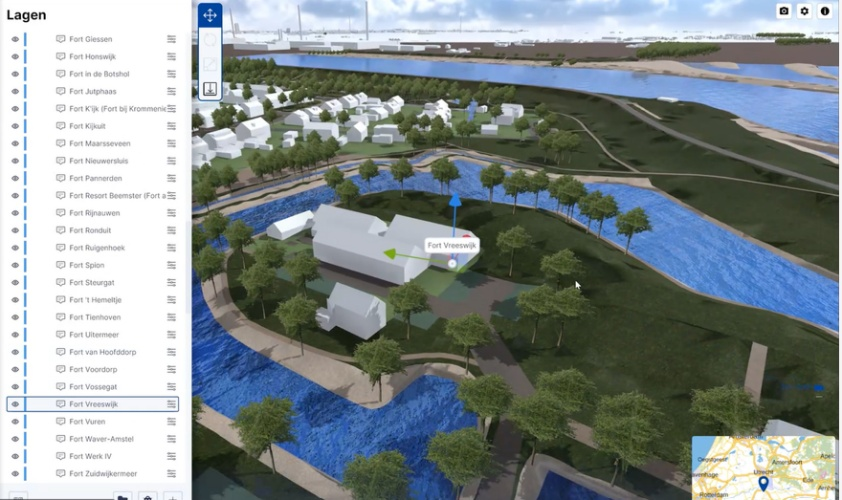 Lagen
Fort Giessen
Fort Honswijk
Fort in de Botshol
Fort Jutphaas
Fort K'ijk (Fort bij Krommenie
Fort Kijkuit
Fort Maarsseveen
Fort Nieuwersluis
Fort Pannerden
Fort Resort Beemster (Fort a
Fort Rijnauwen
Fort Ronduit
Fort Ruigenhoek
Fort Spion
Fort Steurgat
Fort 't Hemeltje
Fort Tienhoven
Fort Uitermeer
Fort van Hoofddorp
Fort Voordorp
Fort Vossegat
Fort Vreeswijk
Fort Vuren
Fort Waver-Amstel
Fort Werk IV
Fort Zuidwijkermeer
Fort Vreeswijk
Amersfoort
Utrecht
Ede
Rotterdam